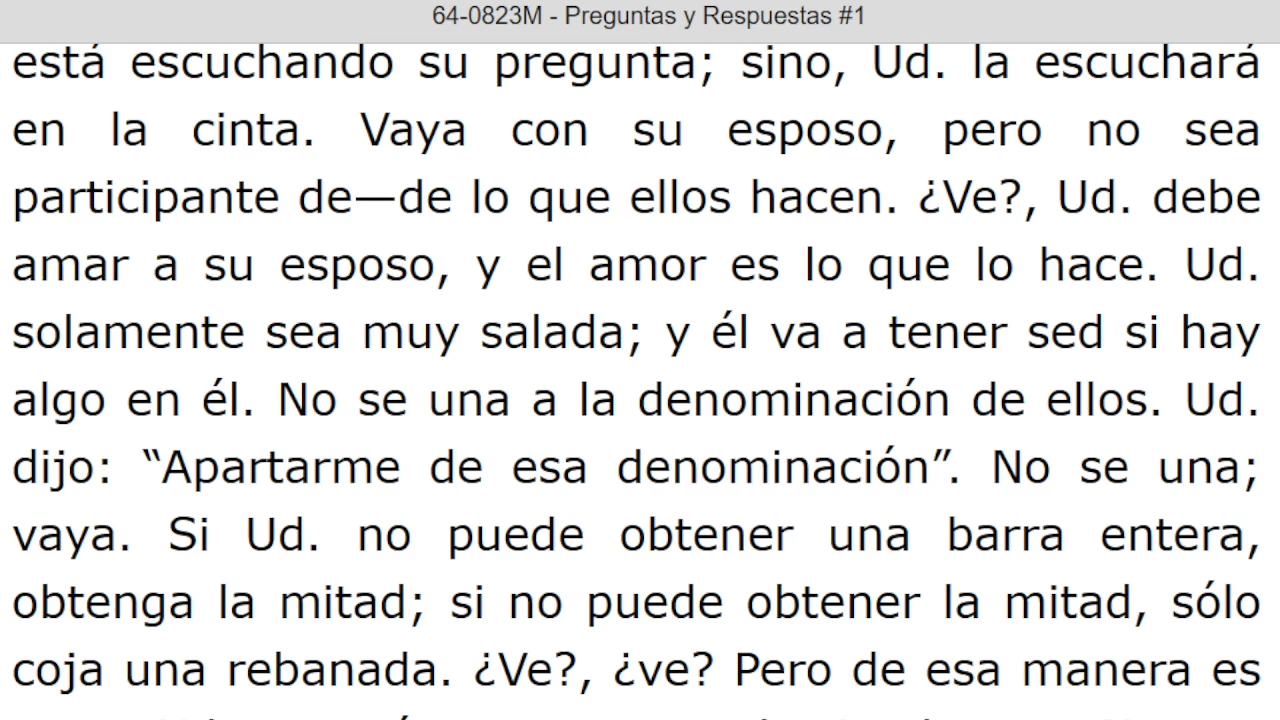 64-0823M - Preguntas y Respuestas #1
está escuchando su pregunta; sino, Ud. la escuchará
en la cinta. Vaya con su esposo, pero no sea
participante de—de lo que ellos hacen. ¿Ve?, Ud. debe
amar a su esposo, y el amor es lo que lo hace. Ud.
solamente sea muy salada; y él va a tener sed si hay
algo en él. No se una a la denominación de ellos. Ud.
dijo: “Apartarme de esa denominación”. No se una;
vaya. Si Ud. no puede obtener una barra entera,
obtenga la mitad; si no puede obtener la mitad, sólo
coja una rebanada. ¿Ve?, ¿ve? Pero de esa manera es